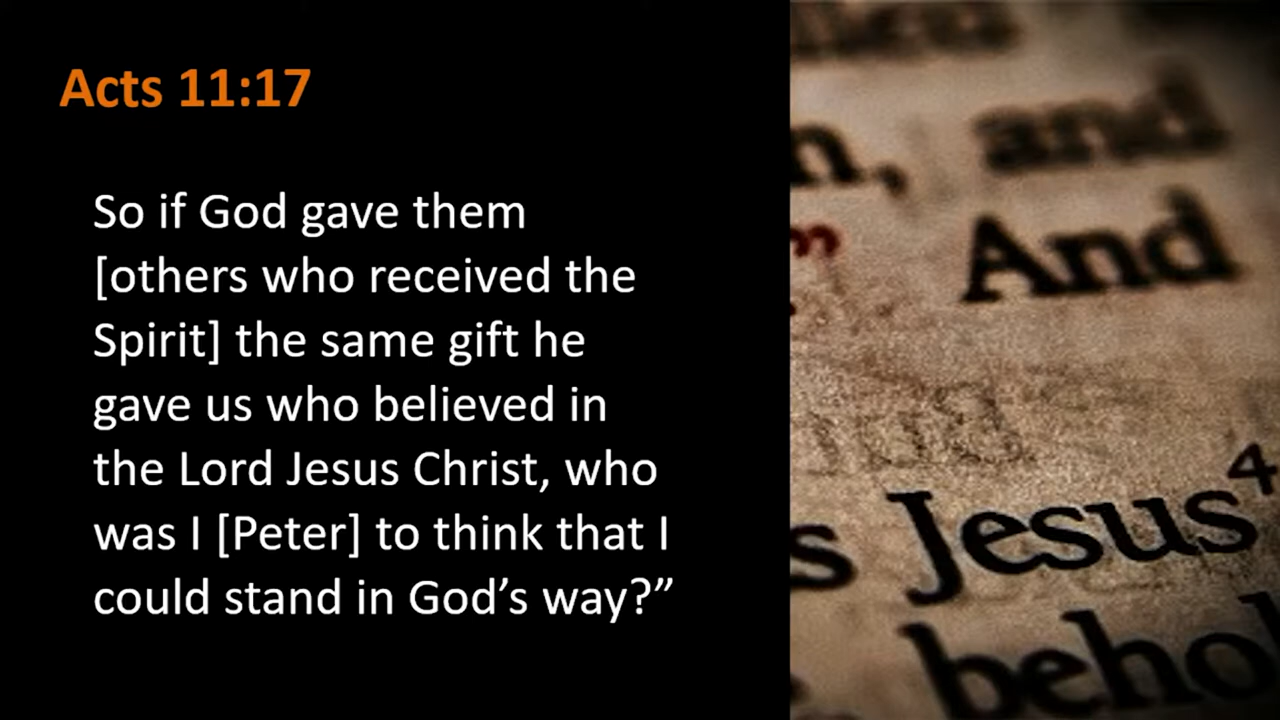 Acts 11:17
So if God gave them
[others who received the
Spirit] the same gift he
gave us who believed in
the Lord Jesus Christ, who
was I [Peter] to think that I
could stand in God’s way?”
n, and
And
s Jesus4
behol